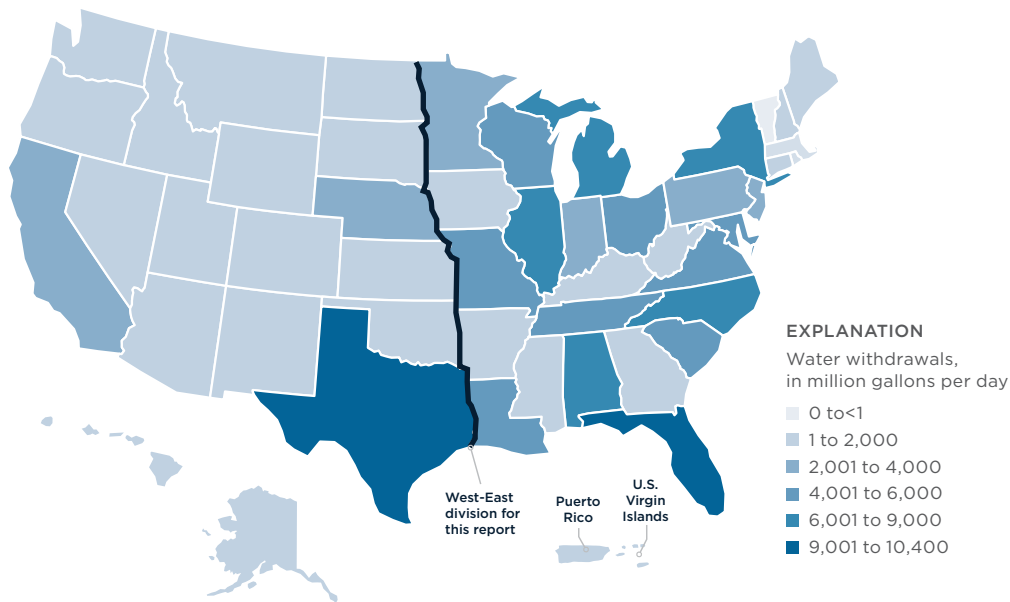 EXPLANATION
Water withdrawals,
in million gallons per day
0 to<1
1 to 2,000
2,001 to 4,000
4,001 to 6,000
6,001 to 9,000
9,001 to 10,400
West-East
division for
this report
Puerto
Rico
U.S.
Virgin
Islands